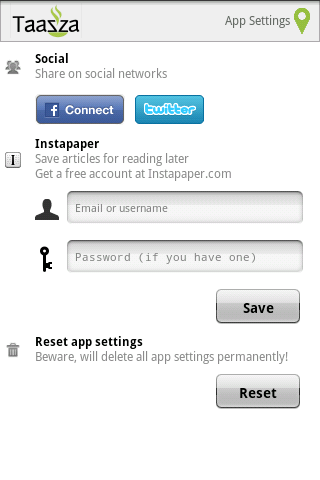 Taazza
App Settings
Social
Share on social networks
f Connect
twitter
Instapaper
I
Save articles for reading later
Get a free account at Instapaper.com
Email or username
Password (if you have one)
Save
Reset app settings
Beware, will delete all app settings permanently!
Reset